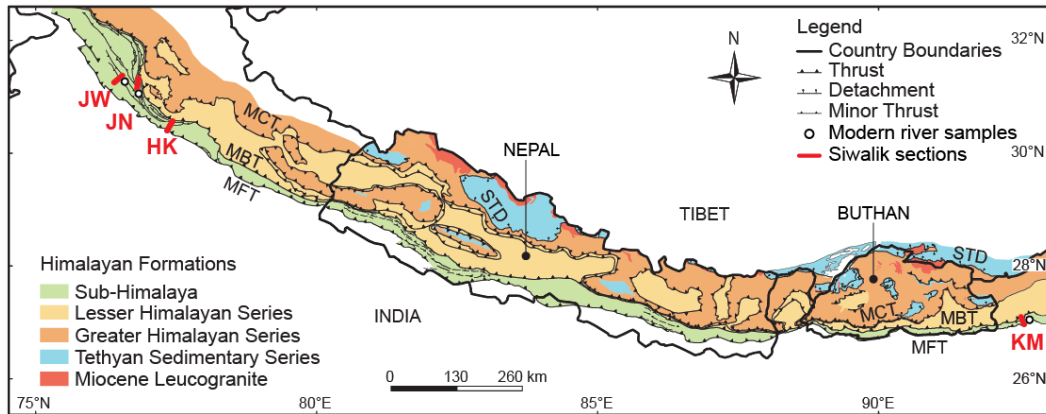 Legend
Country Boundaries
Thrust
Detachment
Minor Thrust
Modern river samples
Siwalik sections
N
32°N
30°N
28°N
26°N
JW
JN
HK
MCT
MBT
MFT
NEPAL
STD
TIBET
BUTHAN
STD
INDIA
MCT
MBT
MFT
KM
Himalayan Formations
Sub-Himalaya
Lesser Himalayan Series
Greater Himalayan Series
Tethyan Sedimentary Series
Miocene Leucogranite
0 130 260 km
75°N 80°E 85°E 90°E